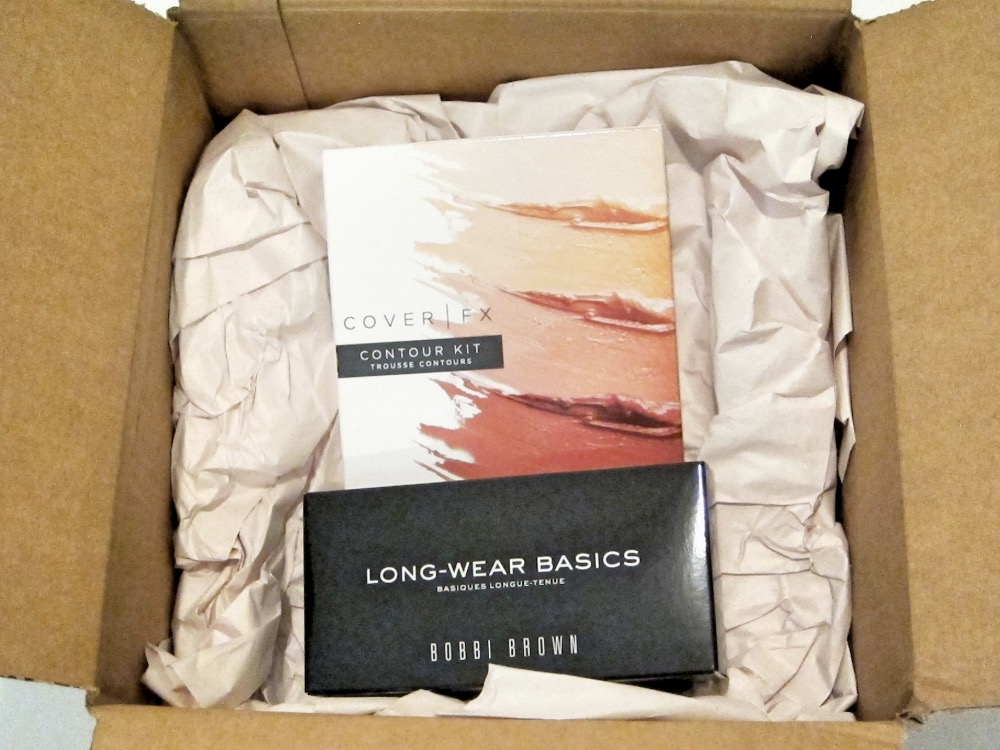 COVER | FX
CONTOUR KIT
TROUSSE CONTOURS
LONG-WEAR BASICS
BASIQUES LONGUE-TENUE
BOBBI BROWN